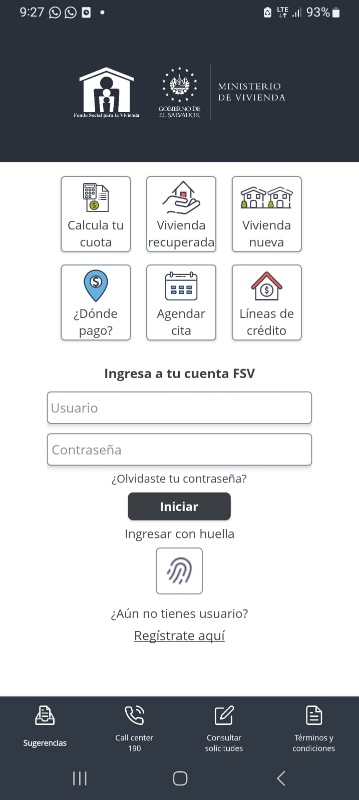 9:27
LTE
93%
Fondo Social para la Vivienda
GOBIERNO DE
EL SALVADOR
MINISTERIO
DE VIVIENDA
Calcula tu
cuota
Vivienda
recuperada
Vivienda
nueva
¿Dónde
pago?
Agendar
cita
Líneas de
crédito
Ingresa a tu cuenta FSV
Usuario
Contraseña
¿Olvidaste tu contraseña?
Iniciar
Ingresar con huella
¿Aún no tienes usuario?
Regístrate aquí
Sugerencias
Call center
190
Consultar
solicitudes
Términos y
condiciones